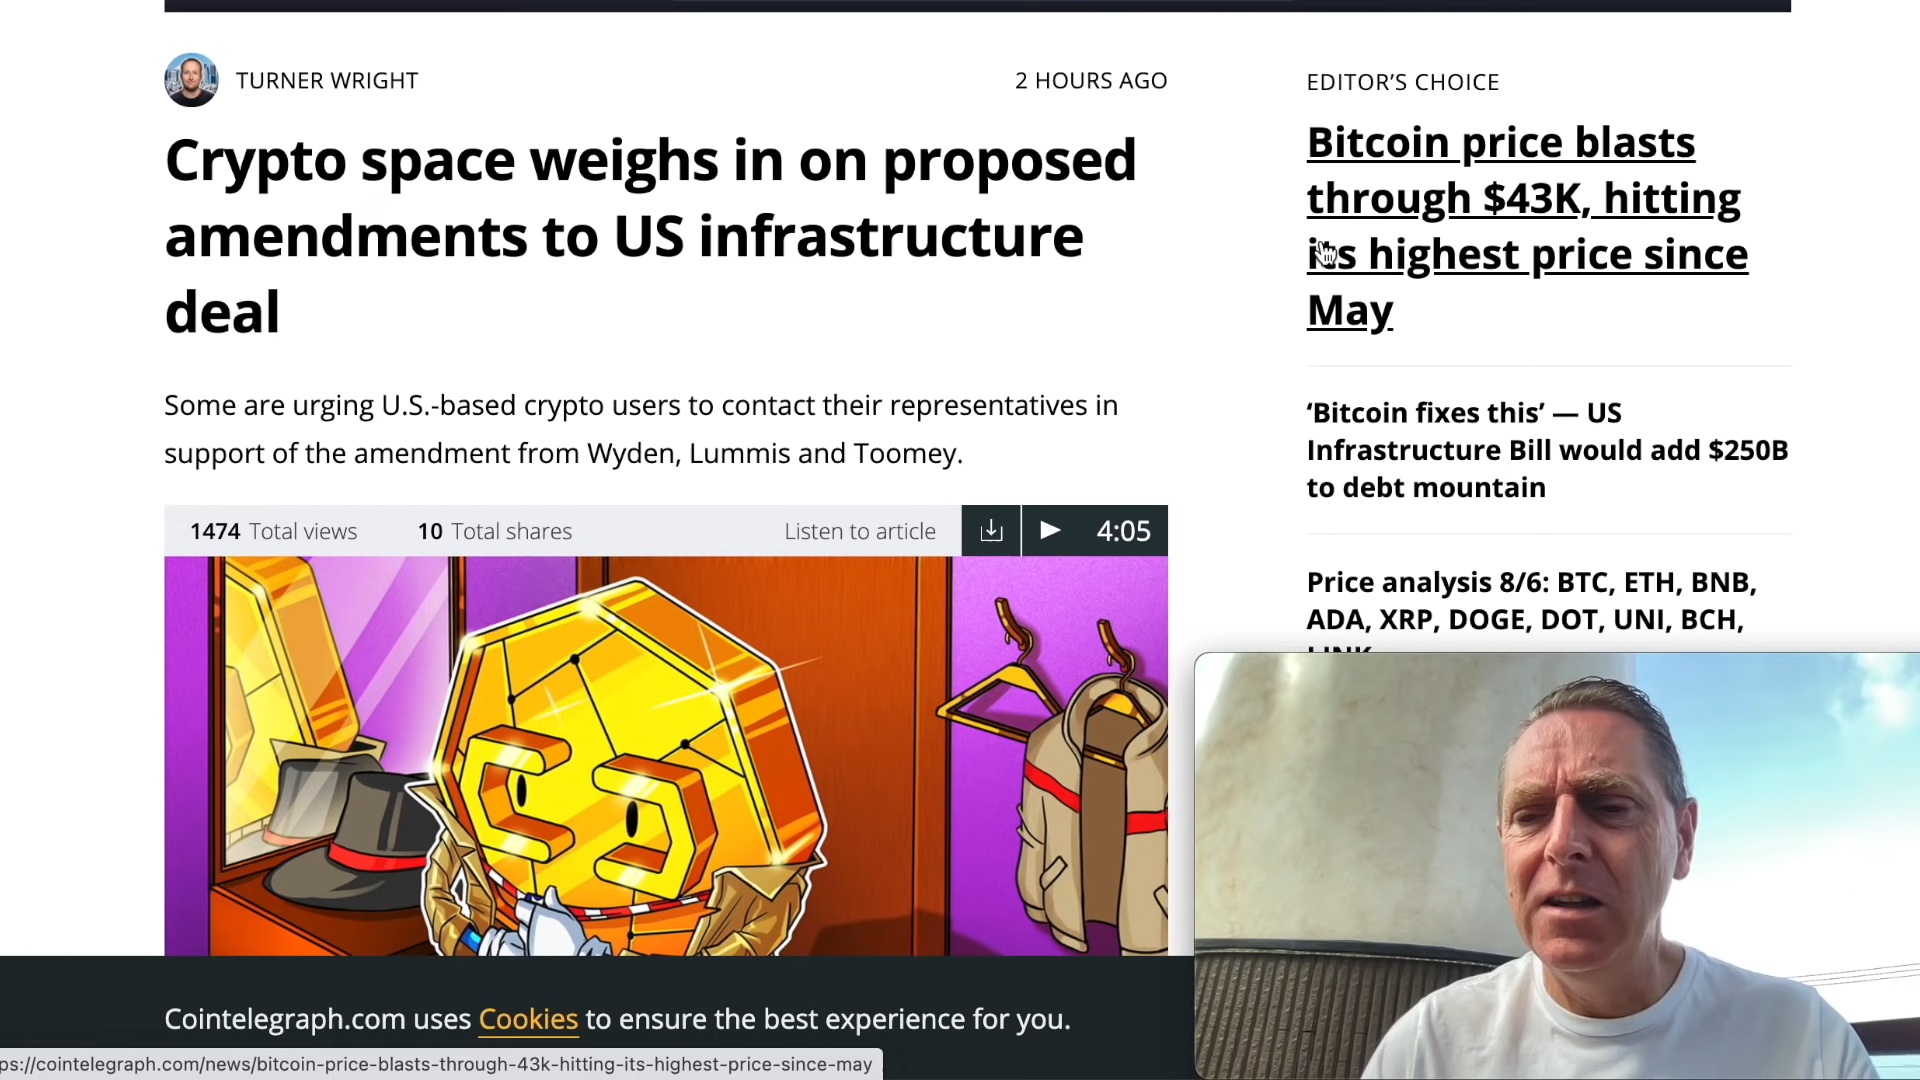 TURNER WRIGHT
2 HOURS AGO
Crypto space weighs in on proposed
amendments to US infrastructure
deal
Some are urging U.S.-based crypto users to contact their representatives in
support of the amendment from Wyden, Lummis and Toomey.
1474 Total views
10 Total shares
Listen to article
4:05
EDITOR’S CHOICE
Bitcoin price blasts
through $43K, hitting
its highest price since
May
‘Bitcoin fixes this’ — US
Infrastructure Bill would add $250B
to debt mountain
Price analysis 8/6: BTC, ETH, BNB,
ADA, XRP, DOGE, DOT, UNI, BCH,
LINK
Cointelegraph.com uses Cookies to ensure the best experience for you.
ps://cointelegraph.com/news/bitcoin-price-blasts-through-43k-hitting-its-highest-price-since-may